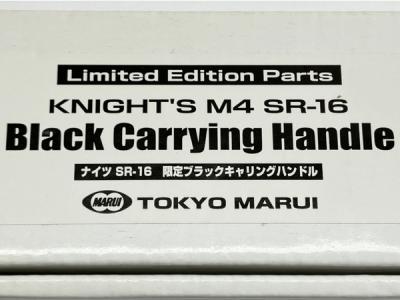 Limited Edition Parts
KNIGHT'S M4 SR-16
Black Carrying Handle
ナイツ SR-16 限定ブラックキャリングハンドル
MARUI TOKYO MARUI